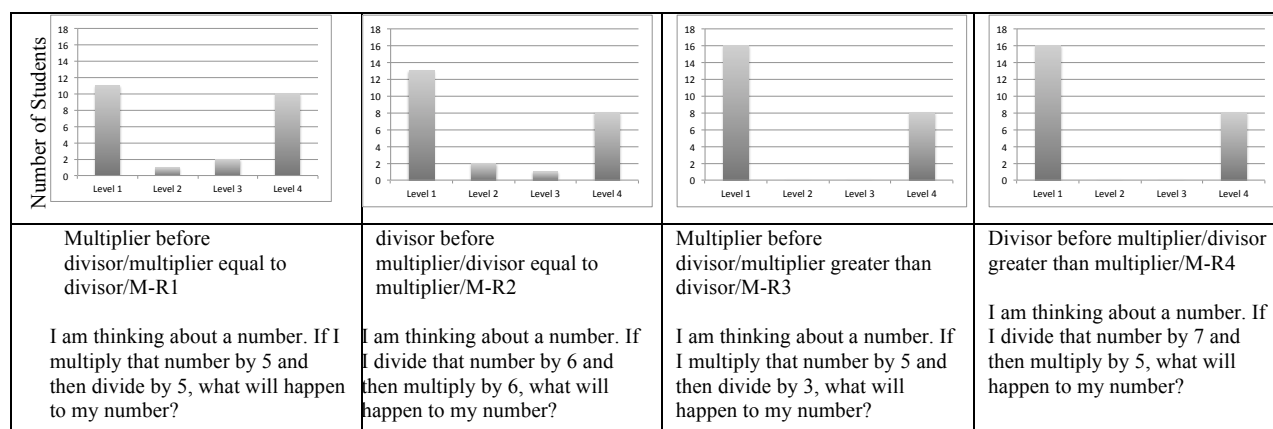 Number of Students
18
16
14
12
10
8
6
4
2
0
Level 1 Level 2 Level 3 Level 4
18
16
14
12
10
8
6
4
2
0
Level 1 Level 2 Level 3 Level 4
18
16
14
12
10
8
6
4
2
0
Level 1 Level 2 Level 3 Level 4
18
16
14
12
10
8
6
4
2
0
Level 1 Level 2 Level 3 Level 4
Multiplier before
divisor/multiplier equal to
divisor/M-R1
I am thinking about a number. If I
multiply that number by 5 and
then divide by 5, what will happen
to my number?
divisor before
multiplier/divisor equal to
multiplier/M-R2
I am thinking about a number. If
I divide that number by 6 and
then multiply by 6, what will
happen to my number?
Multiplier before
divisor/multiplier greater than
divisor/M-R3
I am thinking about a number. If
I multiply that number by 5 and
then divide by 3, what will
happen to my number?
Divisor before multiplier/divisor
greater than multiplier/M-R4
I am thinking about a number. If
I divide that number by 7 and
then multiply by 5, what will
happen to my number?